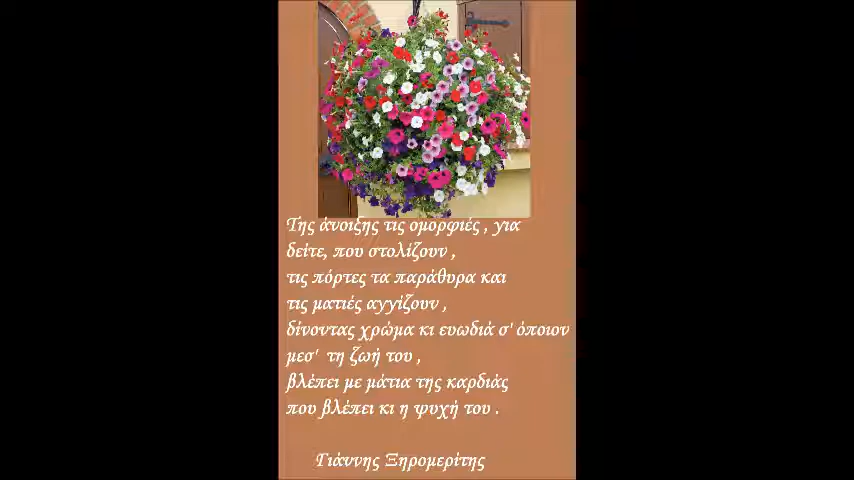 Της άνοιξης τις ομορφιές , για
δείτε, που στολίζουν ,
τις πόρτες τα παράθυρα και
τις ματιές αγγίζουν ,
δίνοντας χρώμα κι ευωδιά σ' όποιον
μεσ' τη ζωή του ,
βλέπει με μάτια της καρδιάς
που βλέπει κι η ψυχή του .
Γιάννης Ξηρομερίτης